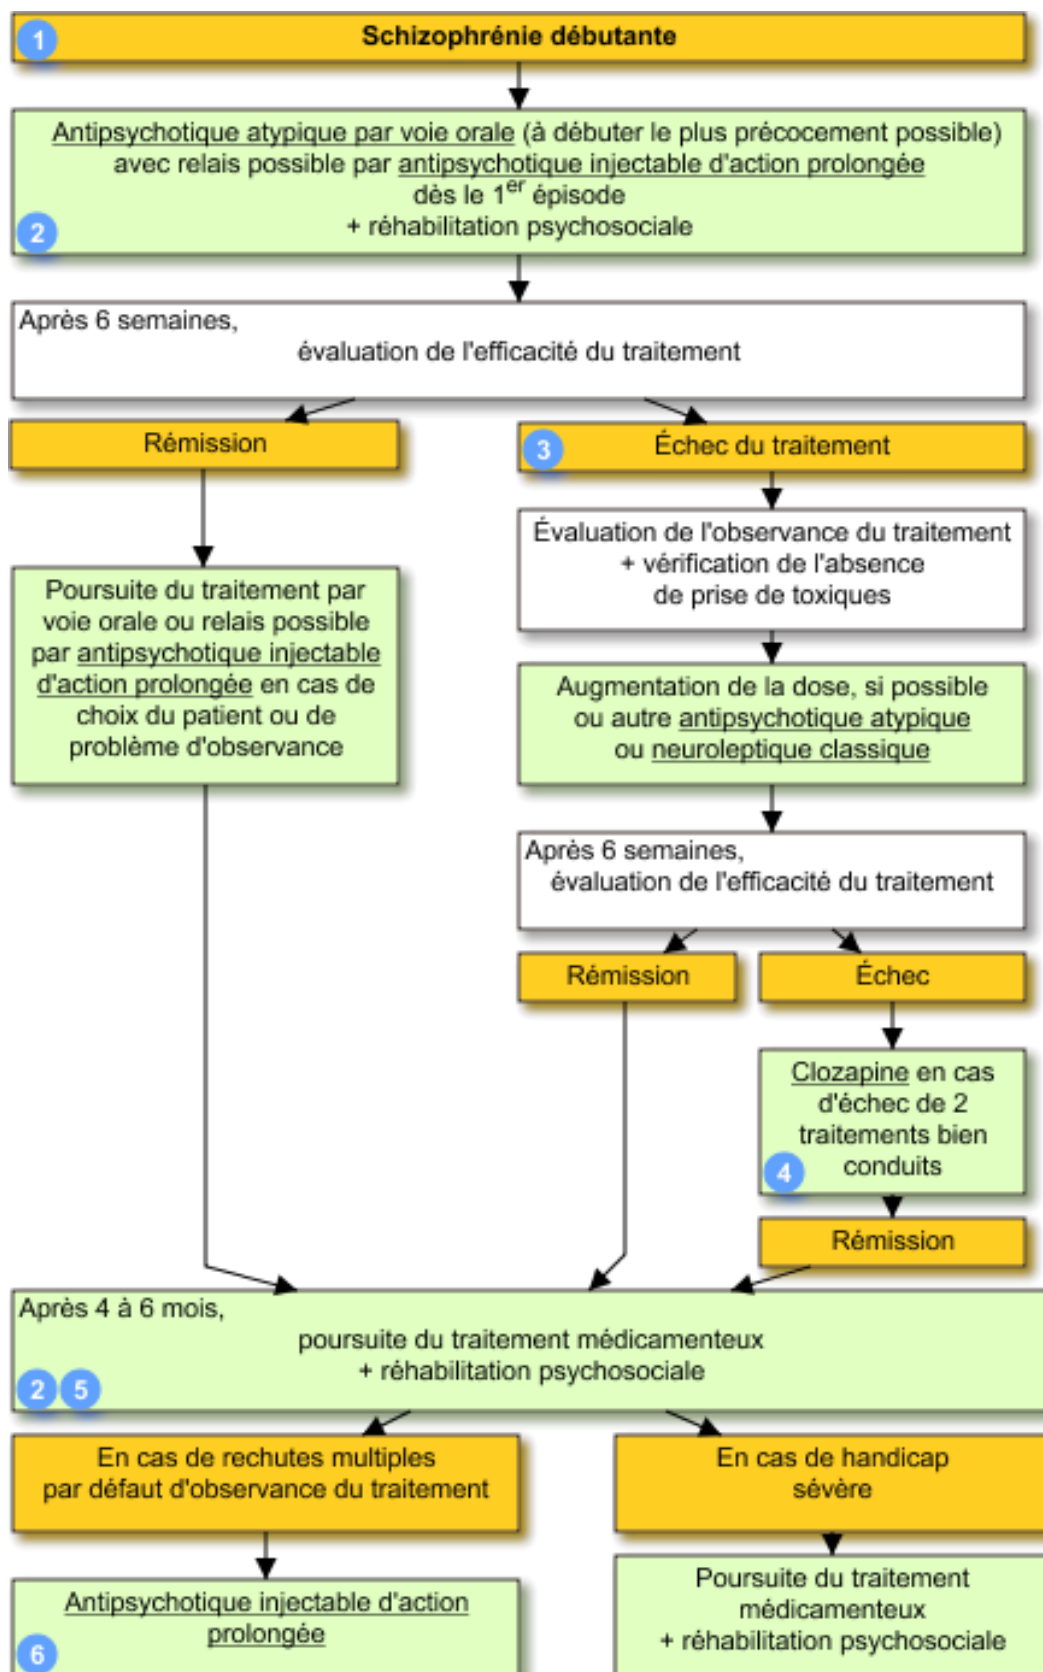 1
Schizophrénie débutante
Antipsychotique atypique par voie orale (à débuter le plus précocement possible)
avec relais possible par antipsychotique injectable d'action prolongée
dès le 1er épisode
+ réhabilitation psychosociale
2
Après 6 semaines,
évaluation de l'efficacité du traitement
Rémission
Poursuite du traitement par
voie orale ou relais possible
par antipsychotique injectable
d'action prolongée en cas de
choix du patient ou de
problème d'observance
3
Échec du traitement
Évaluation de l'observance du traitement
+ vérification de l'absence
de prise de toxiques
Augmentation de la dose, si possible
ou autre antipsychotique atypique
ou neuroleptique classique
Après 6 semaines,
évaluation de l'efficacité du traitement
Rémission
Échec
Clozapine en cas
d'échec de 2
traitements bien
conduits
4
Rémission
Après 4 à 6 mois,
poursuite du traitement médicamenteux
+ réhabilitation psychosociale
2 5
En cas de rechutes multiples
par défaut d'observance du traitement
Antipsychotique injectable d'action
prolongée
6
En cas de handicap
sévère
Poursuite du traitement
médicamenteux
+ réhabilitation psychosociale